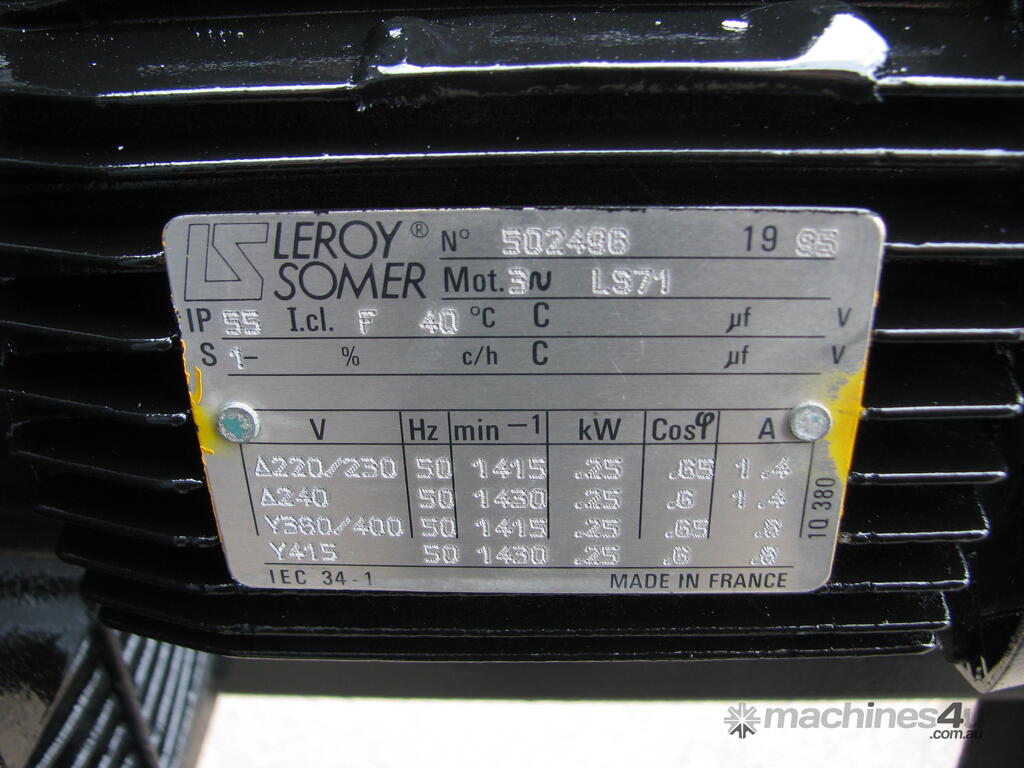 LS LEROY SOMER ® N° 502496 19 95
Mot. 3~ LS71
IP 55 I.cl. F 40 °C C µf V
S 1- % c/h C µf V
V Hz min -1 kW Cosφ A
Δ220/230 50 1415 .25 .65 1.4
Δ240 50 1430 .25 .6 1.4
Y380/400 50 1415 .25 .65 .8
Y415 50 1430 .25 .6 .8
10 380
IEC 34-1 MADE IN FRANCE
machines4u
.com.au